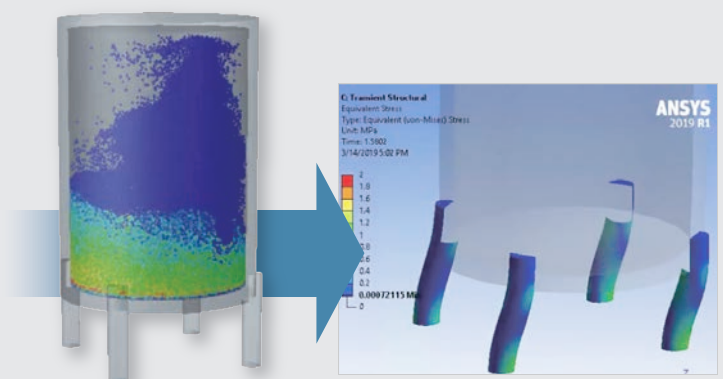 C: Transient Structural
Equivalent Stress
Type: Equivalent (von-Mises) Stress
Unit: MPa
Time: 1.5802
3/14/2019 5:02 PM
ANSYS
2019 R1
2
1.8
1.6
1.4
1.2
1
0.8
0.6
0.4
0.2
0.00072115
0